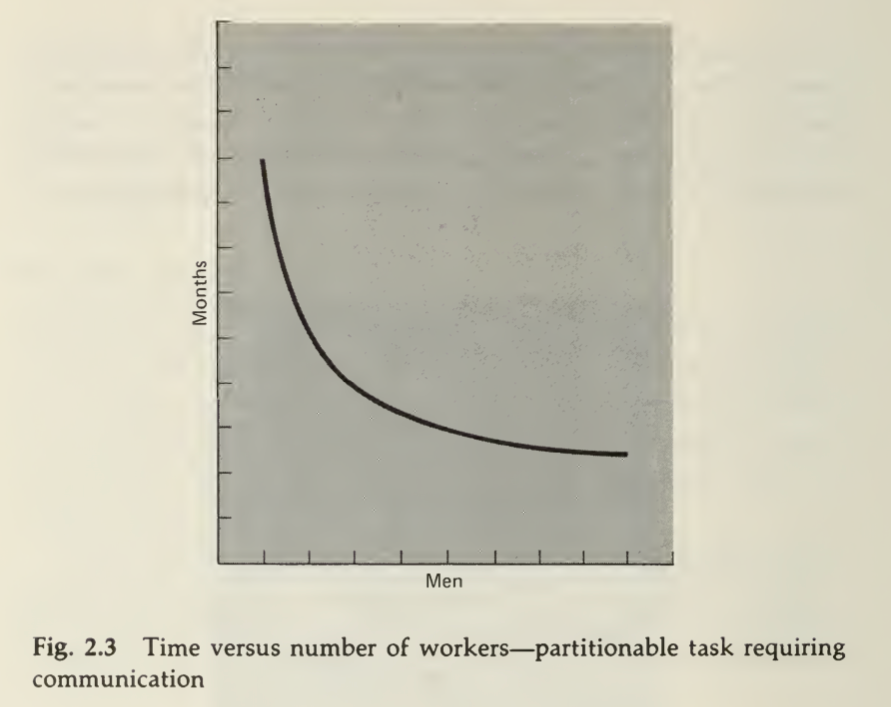 Months
Men
Fig. 2.3 Time versus number of workers—partitionable task requiring
communication